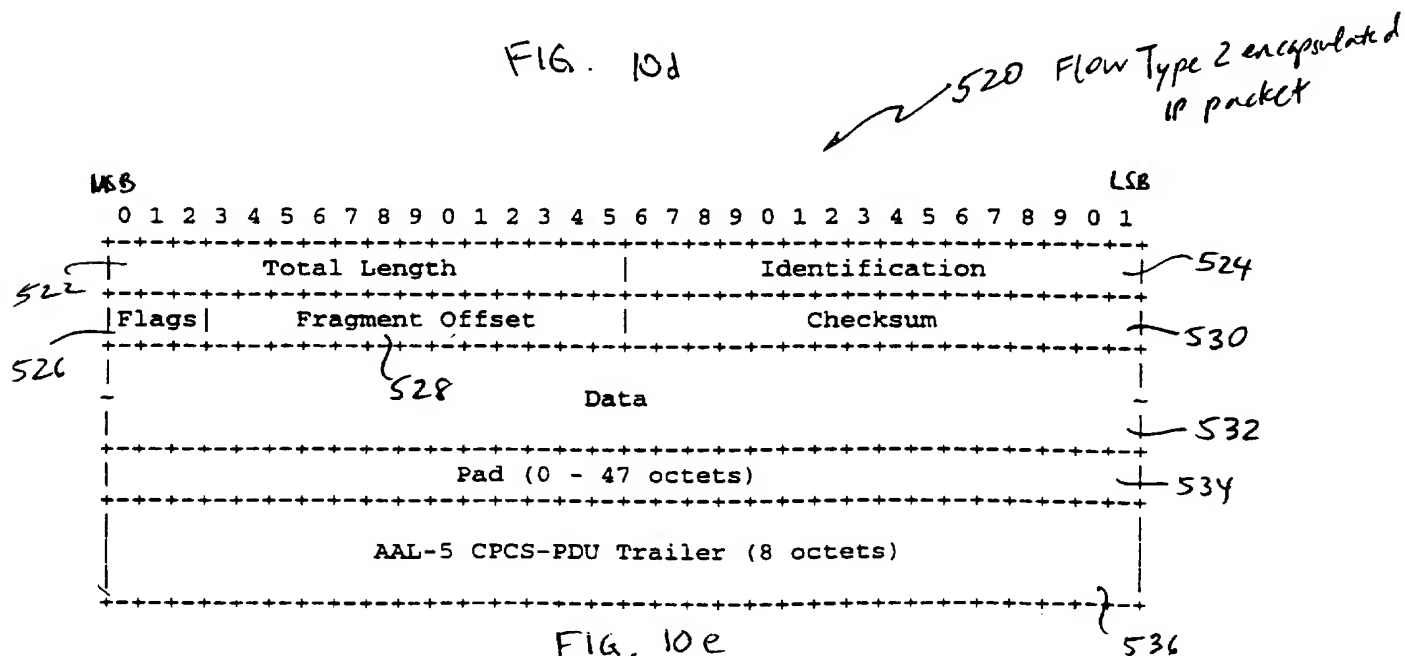 FIG. 10d
520 Flow Type 2 encapsulated
IP packet
MSB LSB
0 1 2 3 4 5 6 7 8 9 0 1 2 3 4 5 6 7 8 9 0 1 2 3 4 5 6 7 8 9 0 1
522 | Total Length | Identification | 524
526 |Flags| Fragment Offset | Checksum | 530
528
Data
532
Pad (0 - 47 octets) 534
AAL-5 CPCS-PDU Trailer (8 octets)
536
FIG. 10e